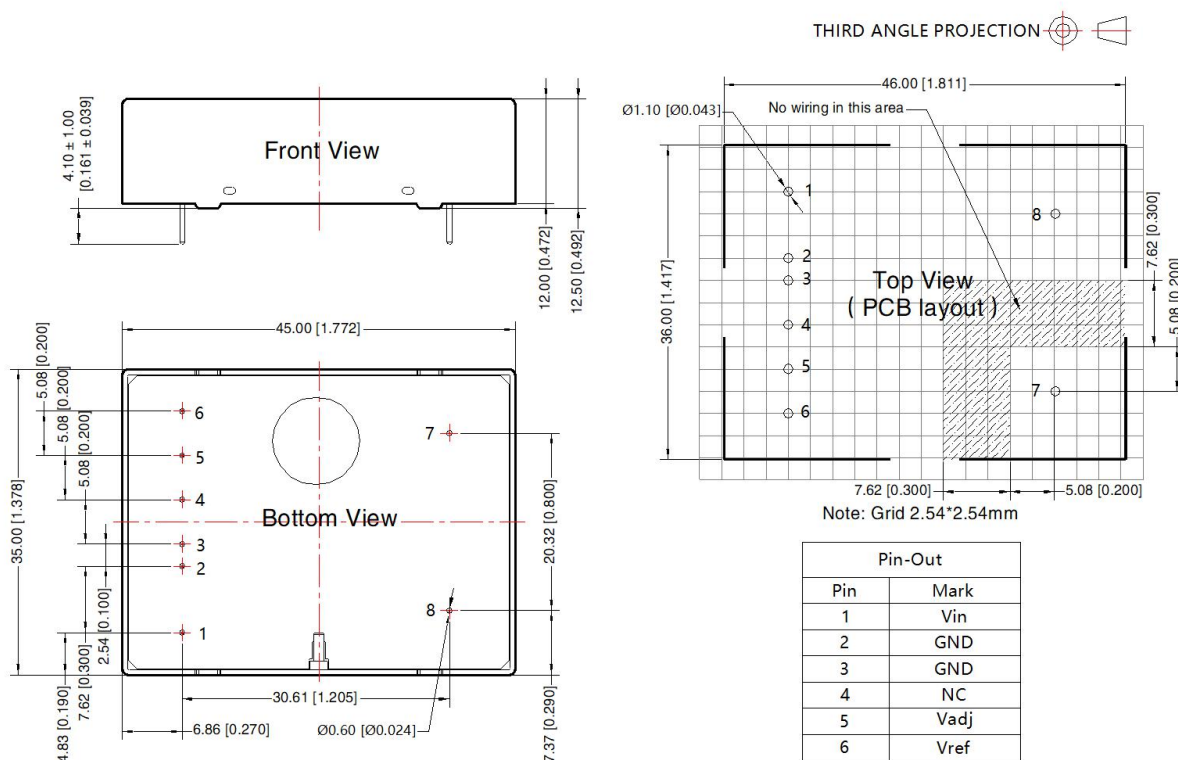 THIRD ANGLE PROJECTION
4.10 ± 1.00
[0.161 ± 0.039]
Front View
12.00 [0.472]
12.50 [0.492]
46.00 [1.811]
Ø1.10 [Ø0.043]
No wiring in this area
1
8
2
3
4
5
6
7
Top View
( PCB layout )
36.00 [1.417]
7.62 [0.300]
5.08 [0.200]
7.62 [0.300]
5.08 [0.200]
Note: Grid 2.54*2.54mm
45.00 [1.772]
5.08 [0.200]
5.08 [0.200]
5.08 [0.200]
35.00 [1.378]
6
5
4
3
2
1
7
8
Bottom View
20.32 [0.800]
2.54 [0.100]
7.62 [0.300]
4.83 [0.190]
30.61 [1.205]
6.86 [0.270]
Ø0.60 [Ø0.024]
7.37 [0.290]
Pin-Out
Pin Mark
1 Vin
2 GND
3 GND
4 NC
5 Vadj
6 Vref